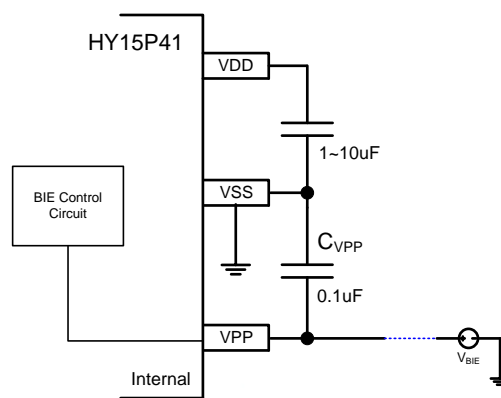 HY15P41
VDD
1~10uF
BIE Control
Circuit
VSS
CVPP
0.1uF
VPP
VBIE
Internal